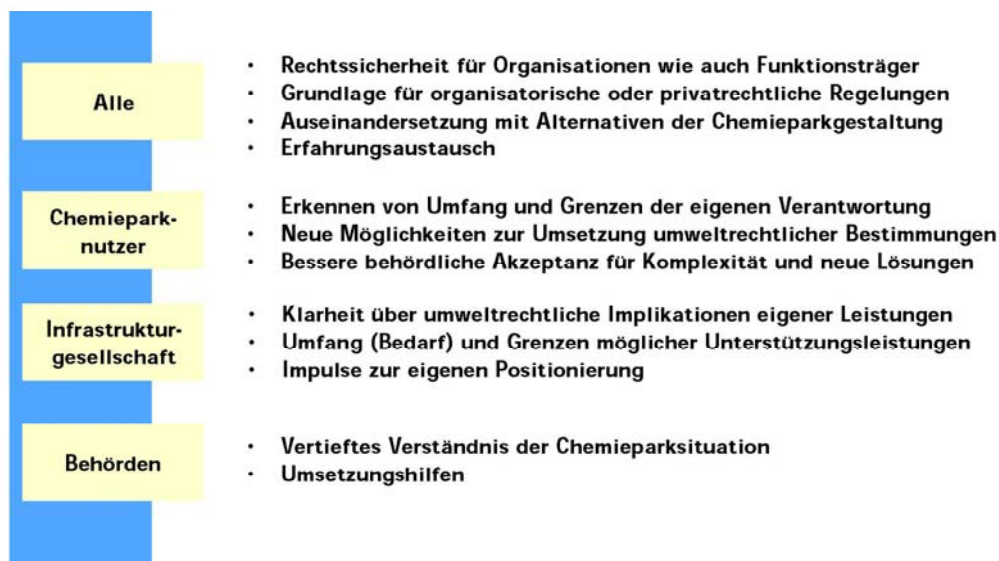 Alle
· Rechtssicherheit für Organisationen wie auch Funktionsträger
· Grundlage für organisatorische oder privatrechtliche Regelungen
· Auseinandersetzung mit Alternativen der Chemieparkgestaltung
· Erfahrungsaustausch
Chemiepark-
nutzer
· Erkennen von Umfang und Grenzen der eigenen Verantwortung
· Neue Möglichkeiten zur Umsetzung umweltrechtlicher Bestimmungen
· Bessere behördliche Akzeptanz für Komplexität und neue Lösungen
Infrastruktur-
gesellschaft
· Klarheit über umweltrechtliche Implikationen eigener Leistungen
· Umfang (Bedarf) und Grenzen möglicher Unterstützungsleistungen
· Impulse zur eigenen Positionierung
Behörden
· Vertieftes Verständnis der Chemieparksituation
· Umsetzungshilfen